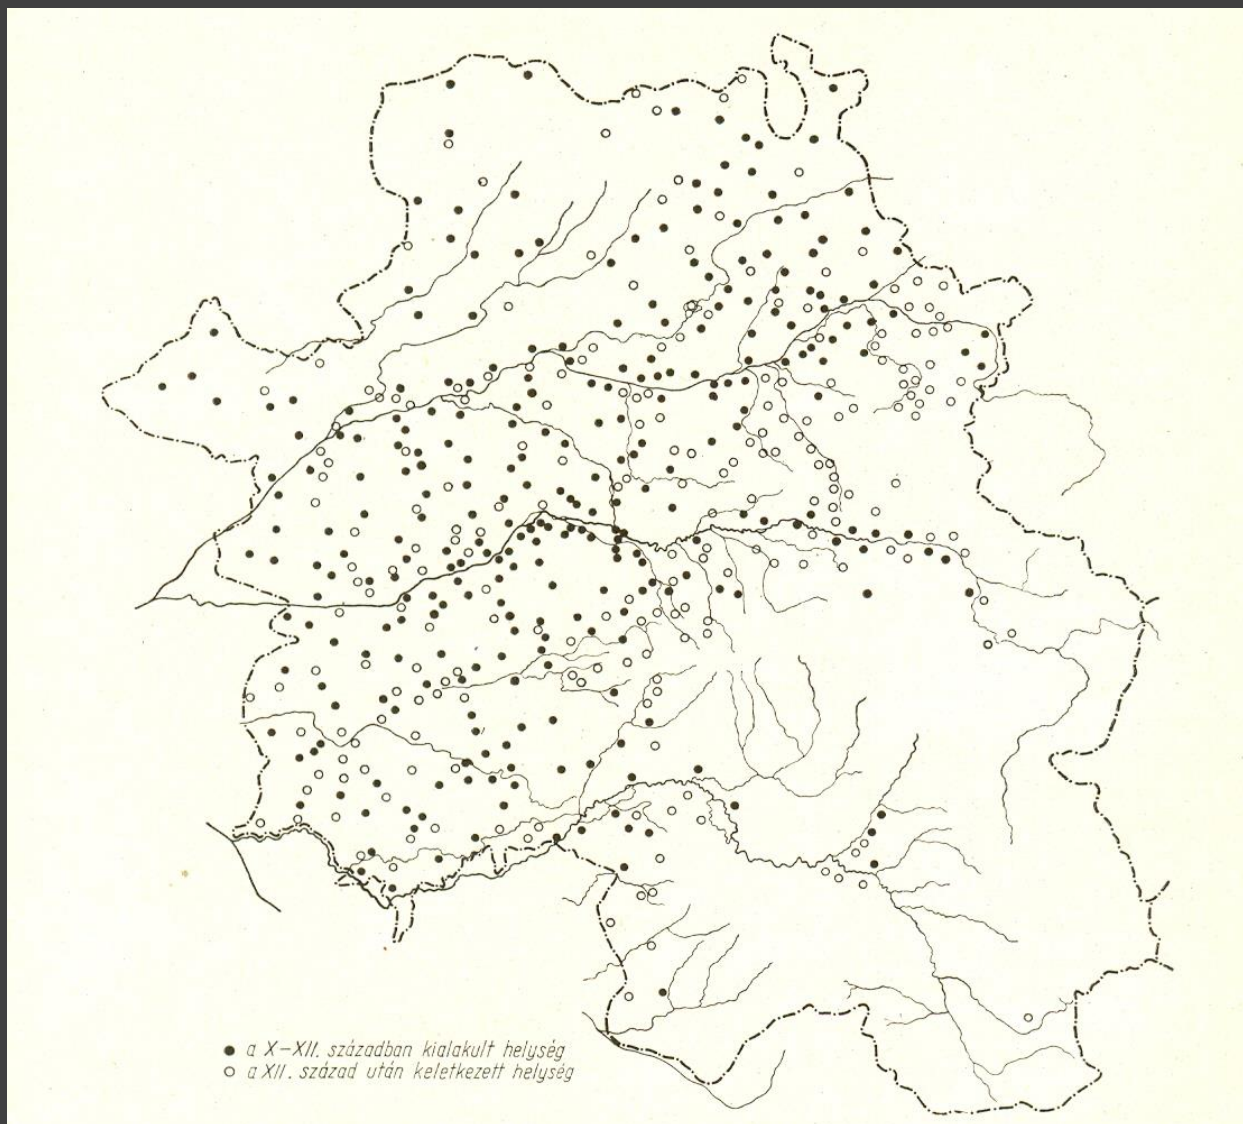 a X–XII. században kialakult helység
a XII. század után keletkezett helység